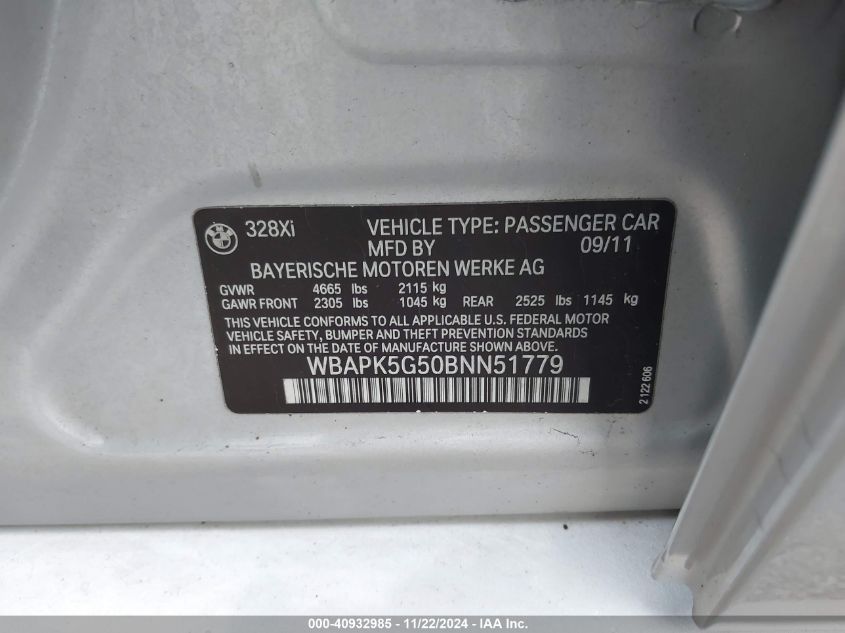 328Xi VEHICLE TYPE: PASSENGER CAR
MFD BY 09/11
BAYERISCHE MOTOREN WERKE AG
GVWR 4665 lbs 2115 kg
GAWR FRONT 2305 lbs 1045 kg REAR 2525 lbs 1145 kg
THIS VEHICLE CONFORMS TO ALL APPLICABLE U.S. FEDERAL MOTOR
VEHICLE SAFETY, BUMPER AND THEFT PREVENTION STANDARDS
IN EFFECT ON THE DATE OF MANUFACTURE SHOWN ABOVE.
WBAPK5G50BNN51779
2 122 606
000-40932985 - 11/22/2024 - IAA Inc.